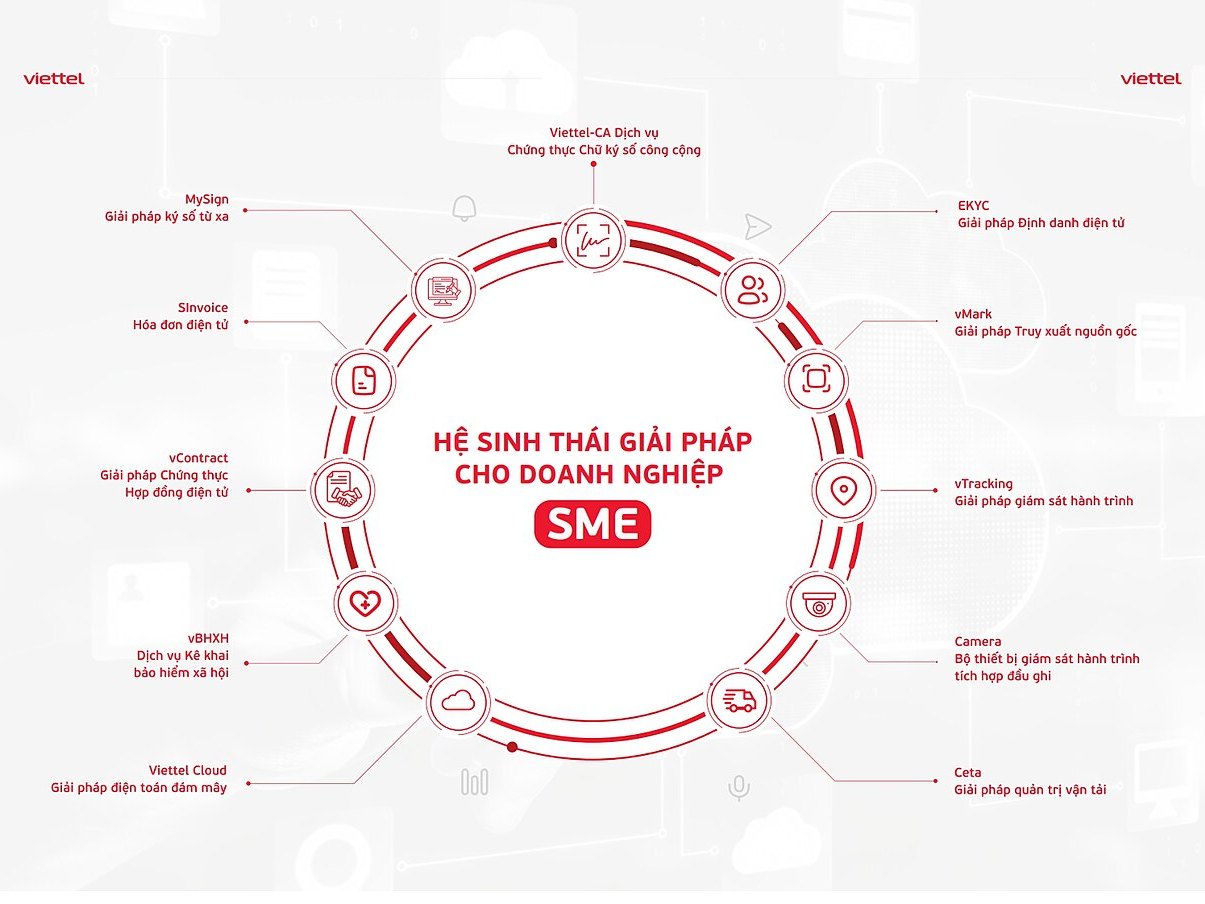 viettel
viettel
Viettel-CA Dịch vụ
Chứng thực Chữ ký số công cộng
MySign
Giải pháp ký số từ xa
EKYC
Giải pháp Định danh điện tử
SInvoice
Hóa đơn điện tử
vMark
Giải pháp Truy xuất nguồn gốc
HỆ SINH THÁI GIẢI PHÁP
CHO DOANH NGHIỆP
SME
vContract
Giải pháp Chứng thực
Hợp đồng điện tử
vTracking
Giải pháp giám sát hành trình
vBHXH
Dịch vụ Kê khai
bảo hiểm xã hội
Camera
Bộ thiết bị giám sát hành trình
tích hợp đầu ghi
Viettel Cloud
Giải pháp điện toán đám mây
Ceta
Giải pháp quản trị vận tải